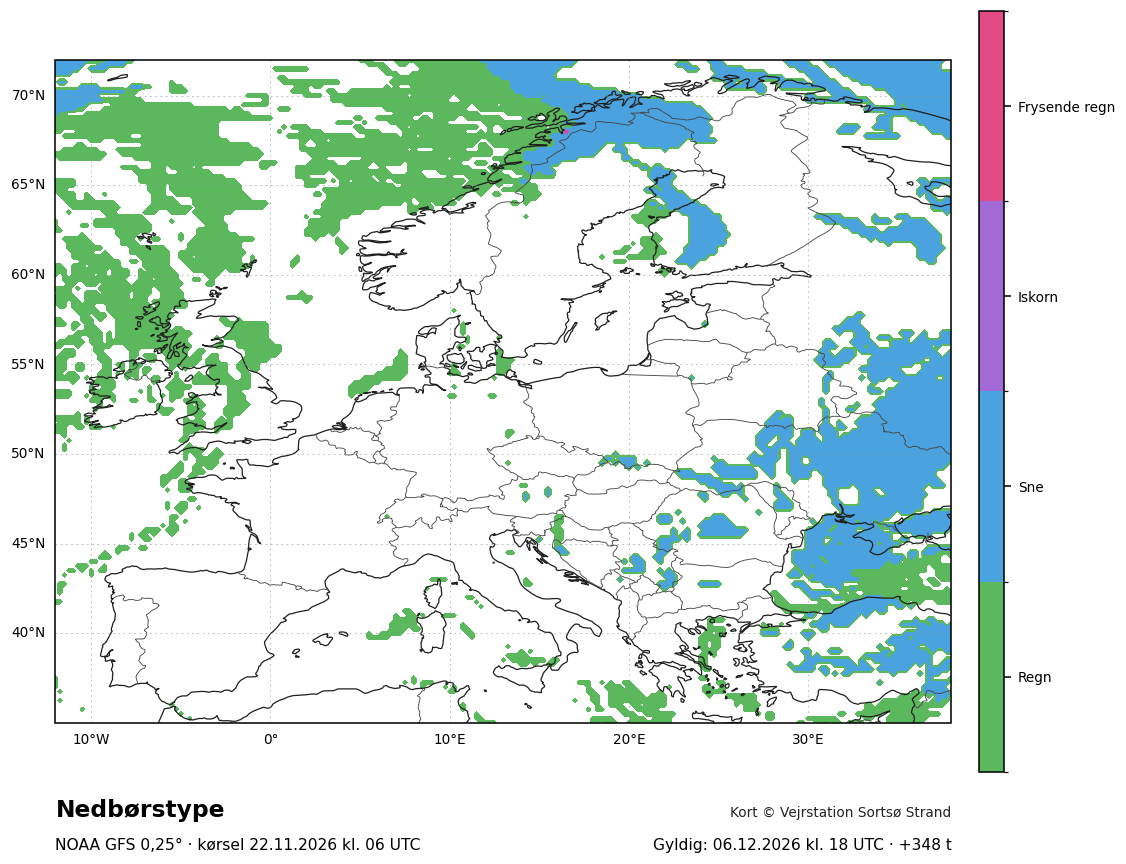 70°N
65°N
60°N
55°N
50°N
45°N
40°N
10°W
0°
10°E
20°E
30°E
Frysende regn
Iskorn
Sne
Regn
Nedbørstype
Kort © Vejrstation Sortsø Strand
NOAA GFS 0,25° · kørsel 22.11.2026 kl. 06 UTC
Gyldig: 06.12.2026 kl. 18 UTC · +348 t